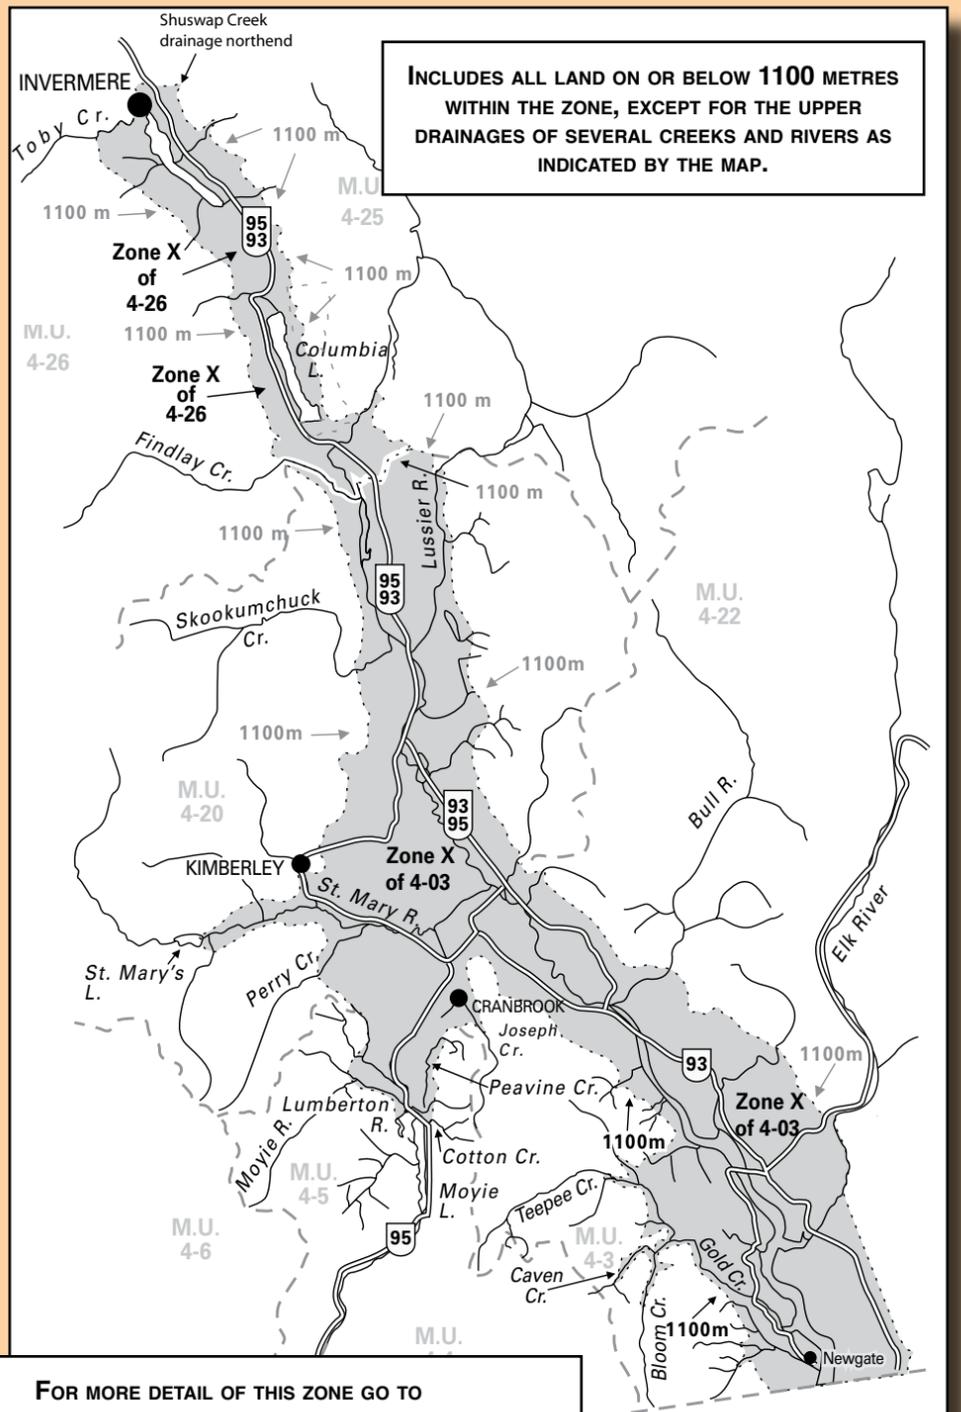 Shuswap Creek
drainage northend
INVERMERE
Toby Cr.
INCLUDES ALL LAND ON OR BELOW 1100 METRES
WITHIN THE ZONE, EXCEPT FOR THE UPPER
DRAINAGES OF SEVERAL CREEKS AND RIVERS AS
INDICATED BY THE MAP.
1100 m
M.U.
4-25
1100 m
95
93
Zone X
of
4-26
1100 m
M.U.
4-26
1100 m
Columbia
L.
Zone X
of
4-26
1100 m
Findlay Cr.
1100 m
Lussier R.
1100 m
95
93
M.U.
4-22
Skookumchuck
Cr.
1100m
1100m
M.U.
4-20
Bull R.
93
95
KIMBERLEY
Zone X
of 4-03
St. Mary R.
Elk River
St. Mary's
L.
Perry Cr.
CRANBROOK
Joseph
Cr.
93
1100m
Peavine Cr.
Zone X
of 4-03
Lumberton
R.
Moyie R.
1100m
Cotton Cr.
M.U.
4-5
Moyie
L.
Teepee Cr.
M.U.
4-6
95
M.U.
4-3
Gold Cr.
Caven
Cr.
Bloom Cr.
1100m
M.U.
Newgate
FOR MORE DETAIL OF THIS ZONE GO TO